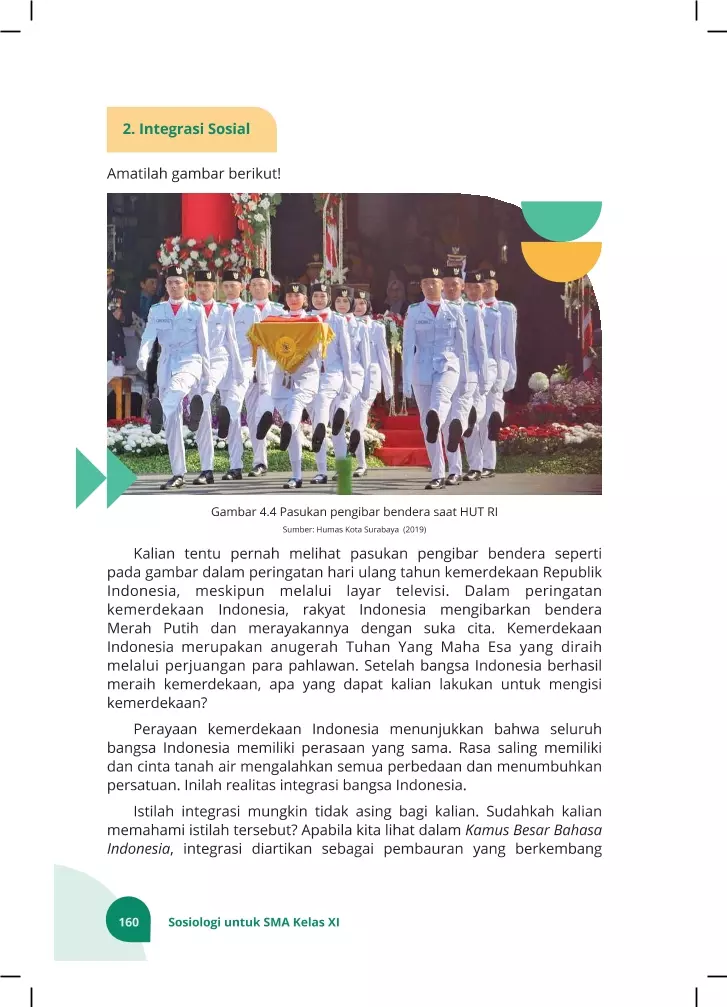 2. Integrasi Sosial
Amatilah gambar berikut!
Gambar 4.4 Pasukan pengibar bendera saat HUT RI
Sumber: Humas Kota Surabaya (2019)
Kalian tentu pernah melihat pasukan pengibar bendera seperti
pada gambar dalam peringatan hari ulang tahun kemerdekaan Republik
Indonesia, meskipun melalui layar televisi. Dalam peringatan
kemerdekaan Indonesia, rakyat Indonesia mengibarkan bendera
Merah Putih dan merayakannya dengan suka cita. Kemerdekaan
Indonesia merupakan anugerah Tuhan Yang Maha Esa yang diraih
melalui perjuangan para pahlawan. Setelah bangsa Indonesia berhasil
meraih kemerdekaan, apa yang dapat kalian lakukan untuk mengisi
kemerdekaan?
Perayaan kemerdekaan Indonesia menunjukkan bahwa seluruh
bangsa Indonesia memiliki perasaan yang sama. Rasa saling memiliki
dan cinta tanah air mengalahkan semua perbedaan dan menumbuhkan
persatuan. Inilah realitas integrasi bangsa Indonesia.
Istilah integrasi mungkin tidak asing bagi kalian. Sudahkah kalian
memahami istilah tersebut? Apabila kita lihat dalam Kamus Besar Bahasa
Indonesia, integrasi diartikan sebagai pembauran yang berkembang
160 Sosiologi untuk SMA Kelas XI